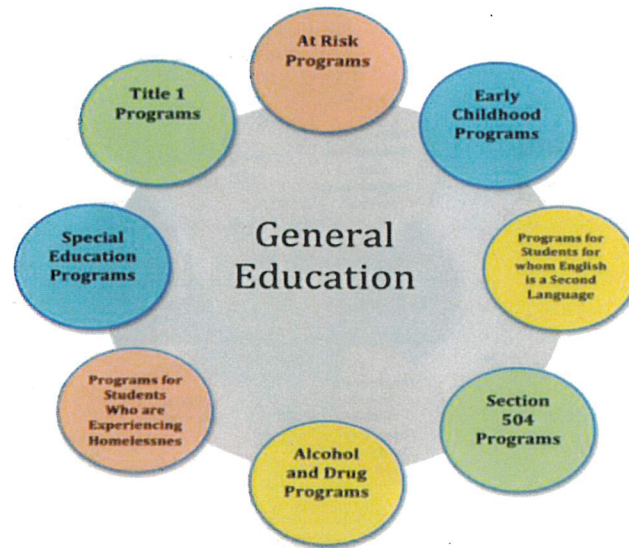 At Risk
Programs
Early
Childhood
Programs
Programs for
Students for
whom English
is a Second
Language
Section
504
Programs
Alcohol
and Drug
Programs
Programs for
Students
Who are
Experiencing
Homelessnes
Special
Education
Programs
Title 1
Programs
General
Education